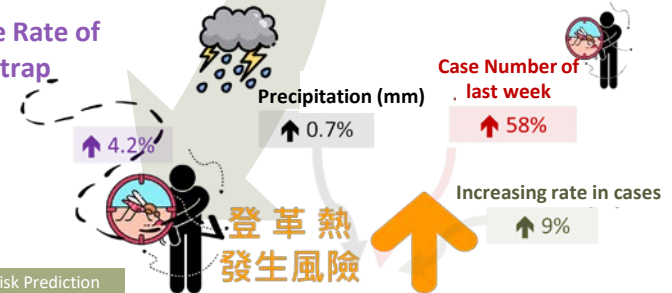 e Rate of
trap
↑ 4.2%
Precipitation (mm)
↑ 0.7%
Case Number of
last week
↑ 58%
Increasing rate in cases
↑ 9%
登革熱
發生風險
isk Prediction